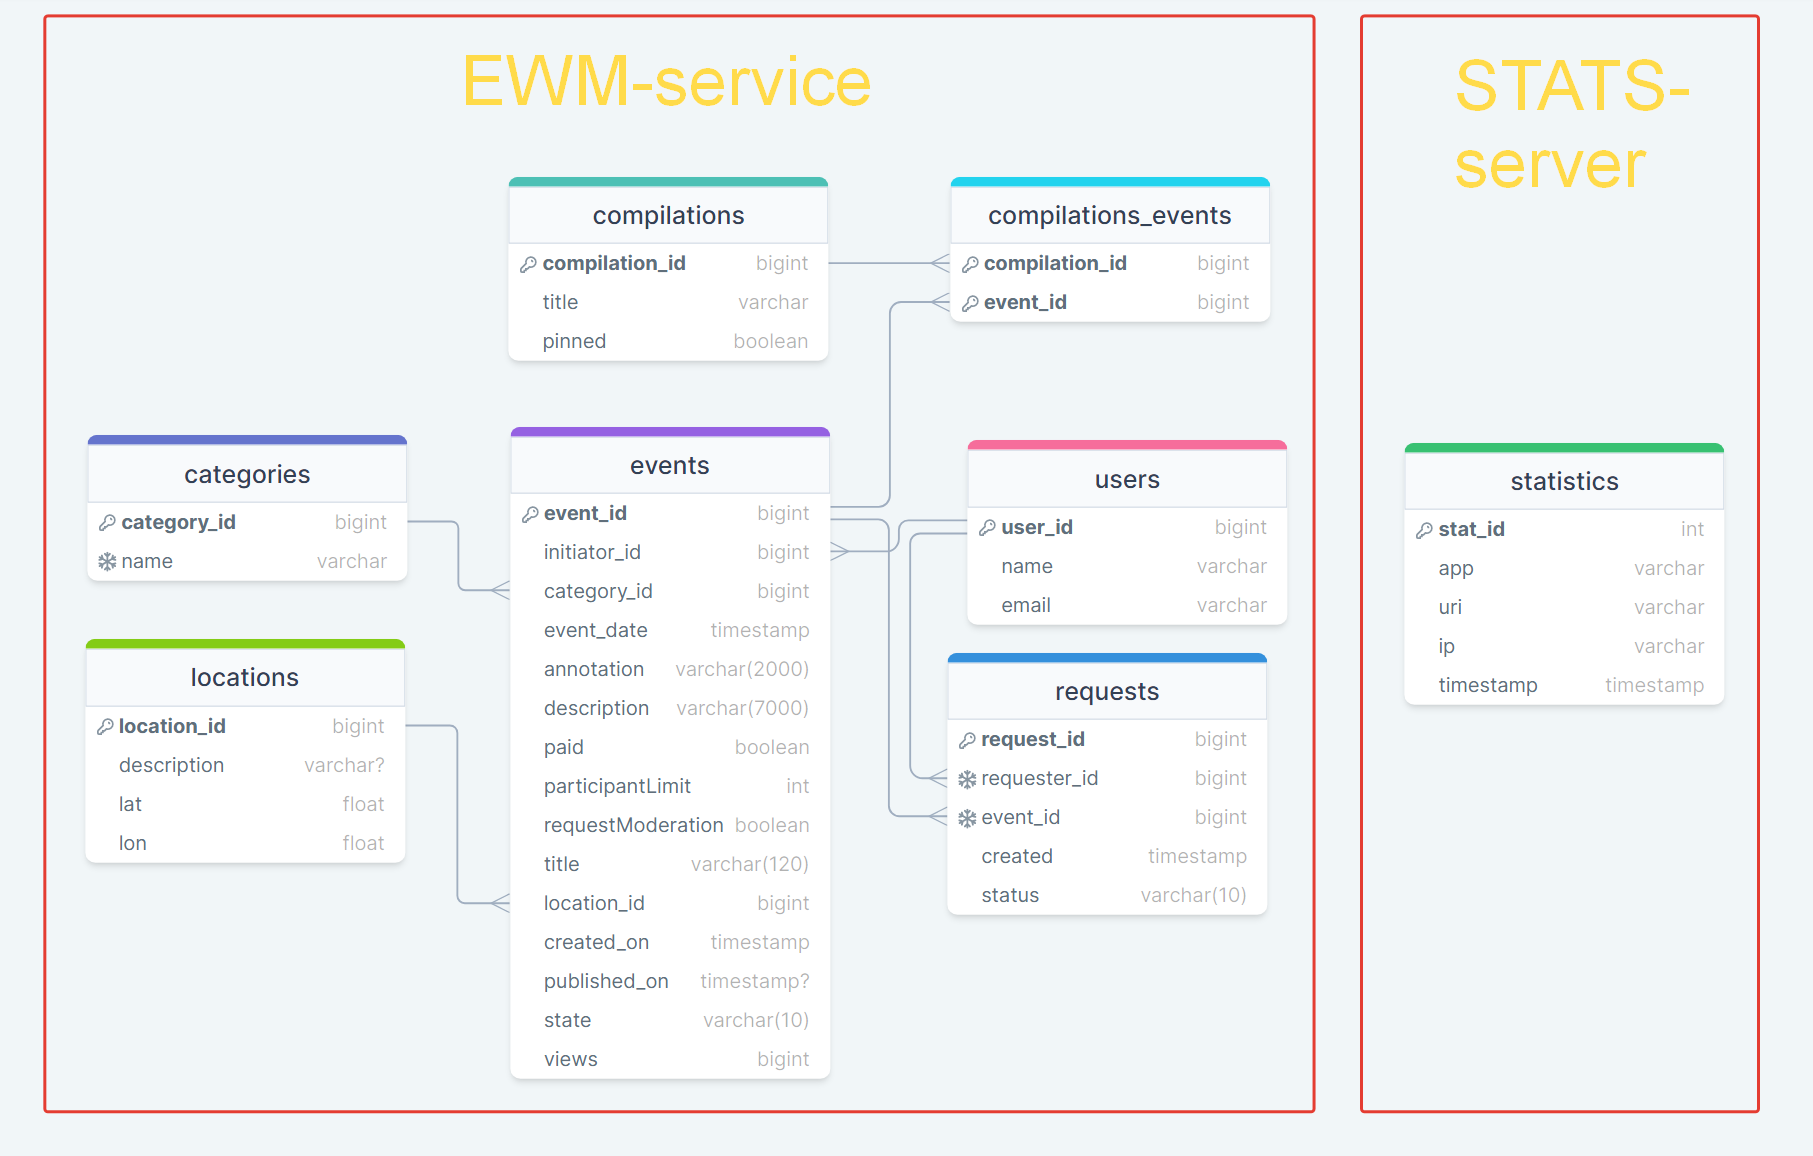 EWM-service
STATS-
server
compilations
compilation_id bigint
title varchar
pinned boolean
compilations_events
compilation_id bigint
event_id bigint
categories
category_id bigint
name varchar
locations
location_id bigint
description varchar?
lat float
lon float
events
event_id bigint
initiator_id bigint
category_id bigint
event_date timestamp
annotation varchar(2000)
description varchar(7000)
paid boolean
participantLimit int
requestModeration boolean
title varchar(120)
location_id bigint
created_on timestamp
published_on timestamp?
state varchar(10)
views bigint
users
user_id bigint
name varchar
email varchar
requests
request_id bigint
requester_id bigint
event_id bigint
created timestamp
status varchar(10)
statistics
stat_id int
app varchar
uri varchar
ip varchar
timestamp timestamp